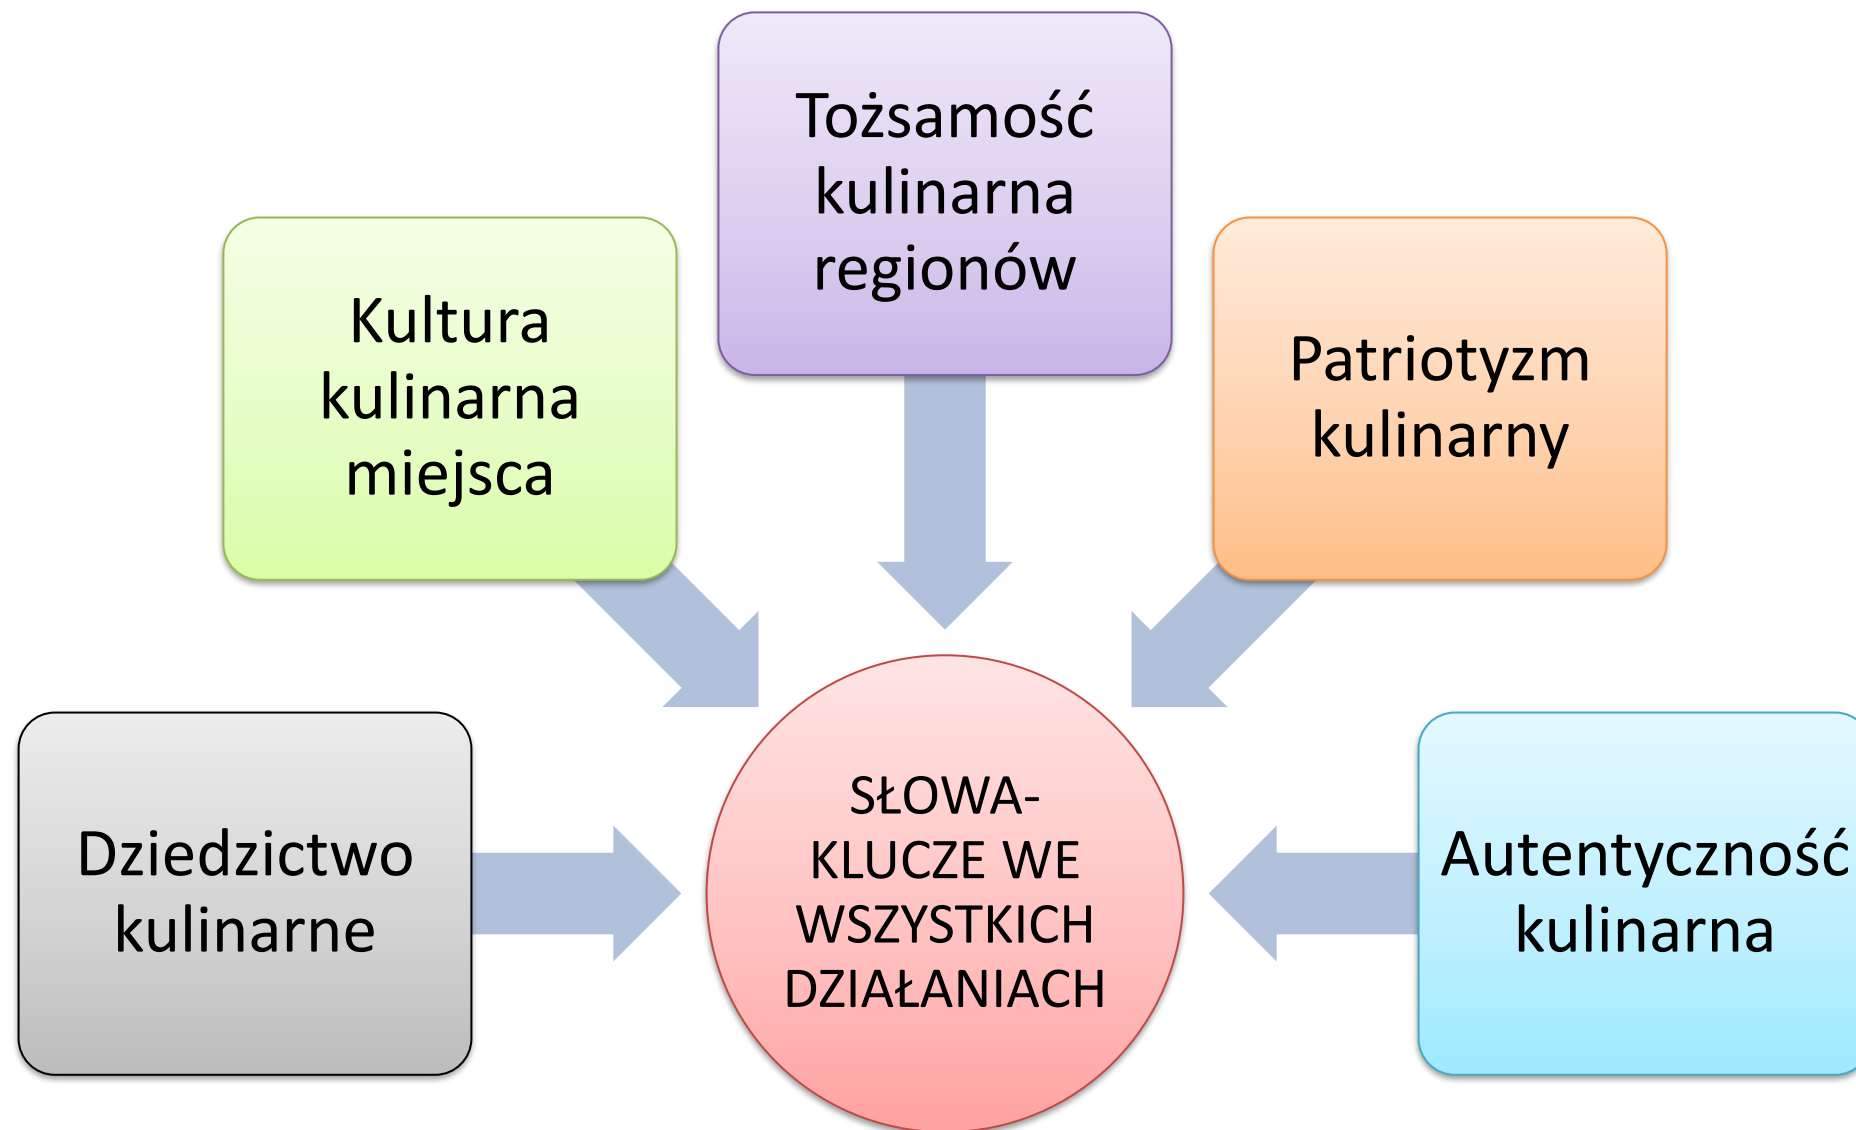 Tożsamość
kulinarna
regionów
Kultura
kulinarna
miejsca
Patriotyzm
kulinarny
Dziedzictwo
kulinarne
SŁOWA-
KLUCZE WE
WSZYSTKICH
DZIAŁANIACH
Autentyczność
kulinarna